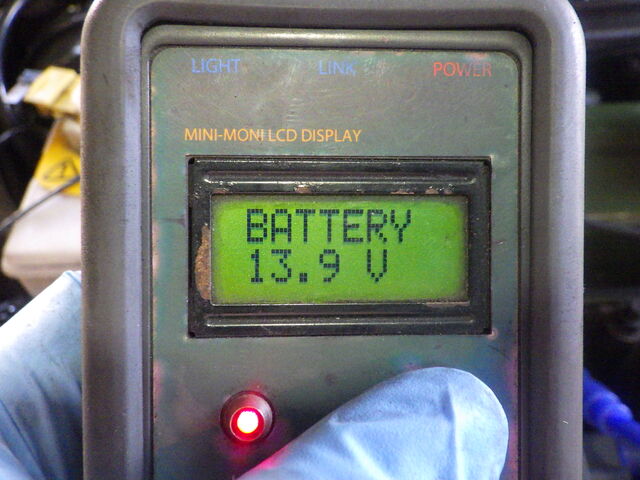 LIGHT LINK POWER
MINI-MONI LCD DISPLAY
BATTERY
13.9 V